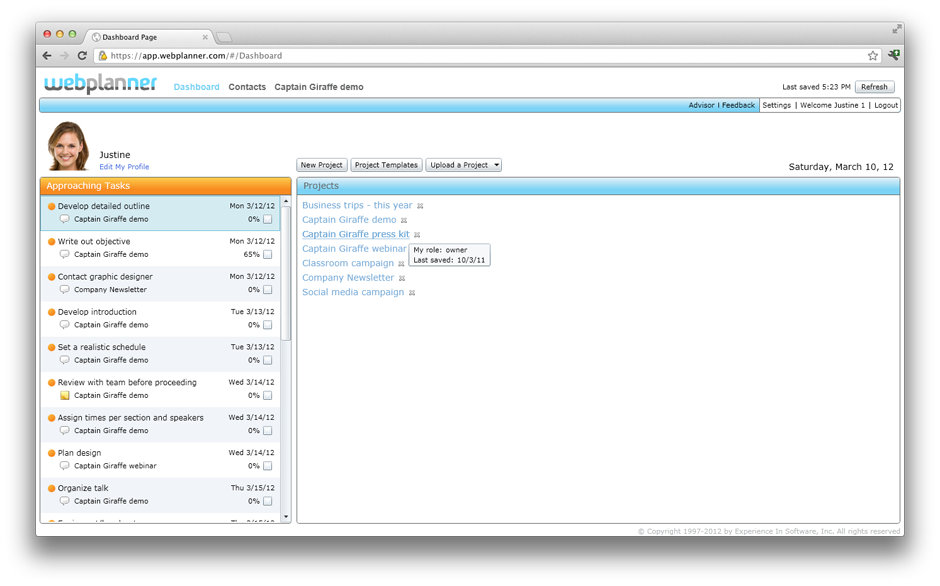 Dashboard Page
https://app.webplanner.com/#/Dashboard
webplanner Dashboard Contacts Captain Giraffe demo Last saved 5:23 PM Refresh
Advisor | Feedback Settings | Welcome Justine 1 | Logout
Justine
Edit My Profile
New Project Project Templates Upload a Project Saturday, March 10, 12
Approaching Tasks
Develop detailed outline Mon 3/12/12
Captain Giraffe demo 0%
Write out objective Mon 3/12/12
Captain Giraffe demo 65%
Contact graphic designer Mon 3/12/12
Company Newsletter 0%
Develop introduction Tue 3/13/12
Captain Giraffe demo 0%
Set a realistic schedule Tue 3/13/12
Captain Giraffe demo 0%
Review with team before proceeding Wed 3/14/12
Captain Giraffe demo 0%
Assign times per section and speakers Wed 3/14/12
Captain Giraffe demo 0%
Plan design Wed 3/14/12
Captain Giraffe webinar 0%
Organize talk Thu 3/15/12
Captain Giraffe demo 0%
Projects
Business trips - this year
Captain Giraffe demo
Captain Giraffe press kit
Captain Giraffe webinar
My role: owner
Last saved: 10/3/11
Classroom campaign
Company Newsletter
Social media campaign
© Copyright 1997-2012 by Experience In Software, Inc. All rights reserved